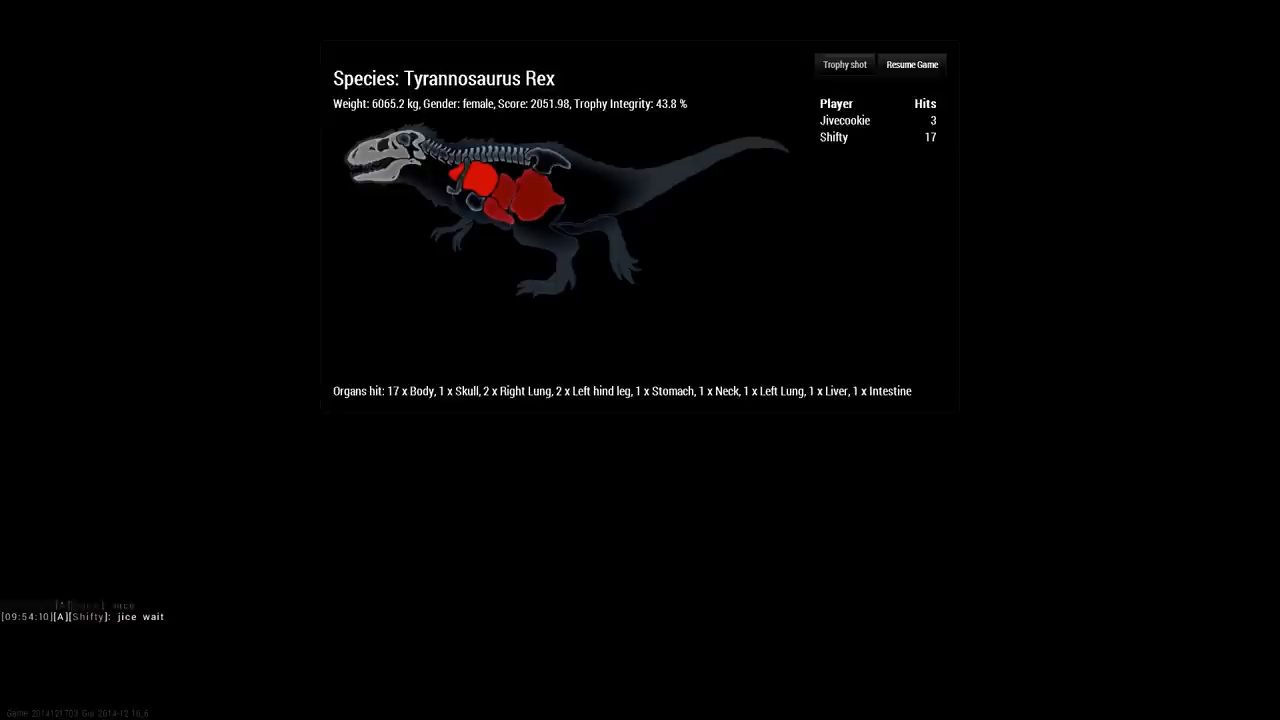 Trophy shot
Resume Game
Species: Tyrannosaurus Rex
Weight: 6065.2 kg, Gender: female, Score: 2051.98, Trophy Integrity: 43.8 %
Player Hits
Jivecookie 3
Shifty 17
Organs hit: 17 x Body, 1 x Skull, 2 x Right Lung, 2 x Left hind leg, 1 x Stomach, 1 x Neck, 1 x Left Lung, 1 x Liver, 1 x Intestine
[09:54:10][A][Shifty]: jice wait